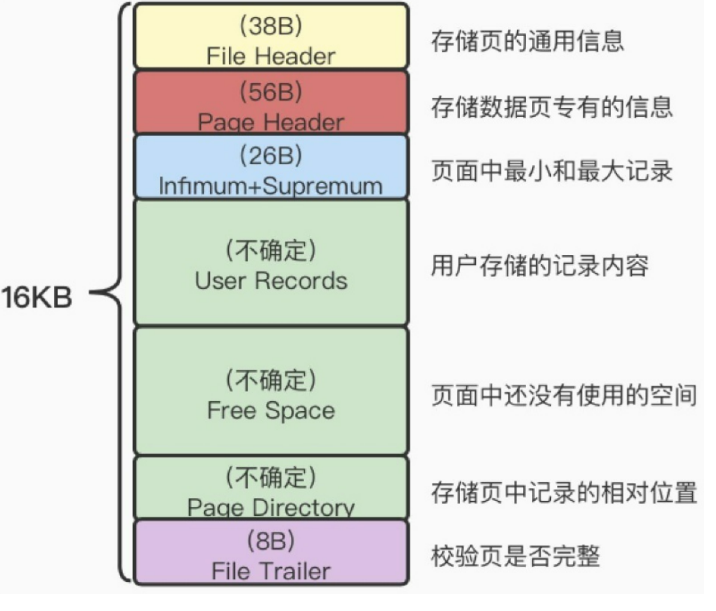 （38B）
File Header
存储页的通用信息
（56B）
Page Header
存储数据页专有的信息
（26B）
Infimum+Supremum
页面中最小和最大记录
（不确定）
User Records
用户存储的记录内容
16KB
（不确定）
Free Space
页面中还没有使用的空间
（不确定）
Page Directory
存储页中记录的相对位置
（8B）
File Trailer
校验页是否完整